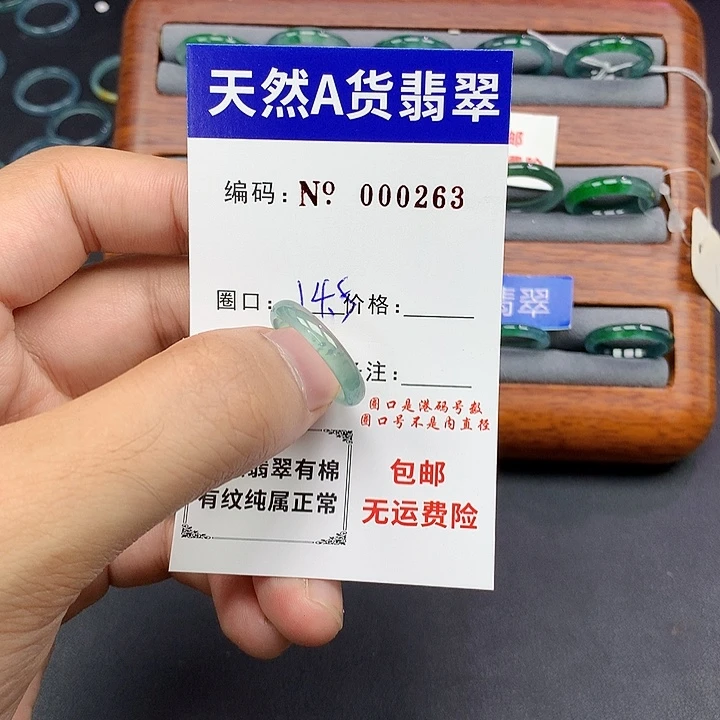 天然A货翡翠
编码:Nº 000263
圈口: 14.5 价格:
注:
圈口是港码号数
圈口号不是内直径
翡翠有棉
有纹纯属正常
包邮
无运费险
邮
翡翠